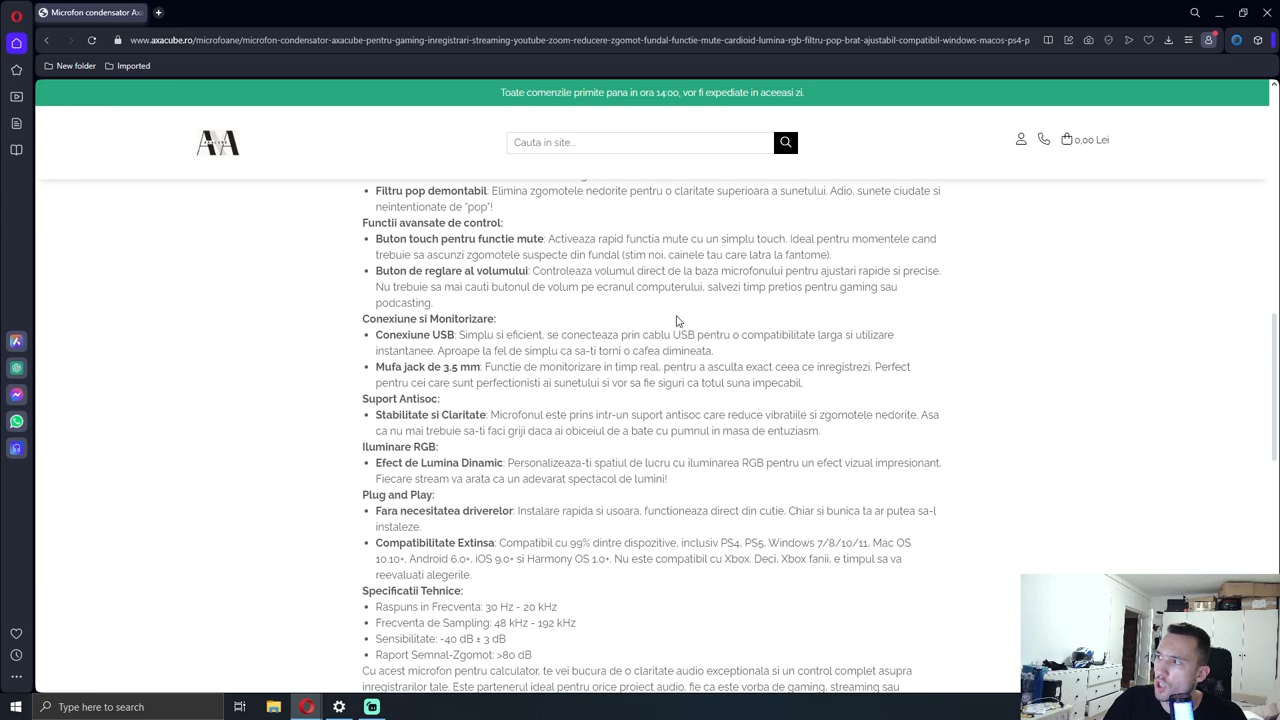 Microfon condensator Axa
www.axacube.ro/microfoane/microfon-condensator-axacube-pentru-gaming-inregistrari-streaming-youtube-zoom-reducere-zgomot-fundal-functie-mute-cardioid-lumina-rgb-filtru-pop-brat-ajustabil-compatibil-windows-macos-ps4-p
New folder
Imported
Toate comenzile primite pana in ora 14:00, vor fi expediate in aceeasi zi.
AXA
Cauta in site...
0,00 Lei
• Filtru pop demontabil: Elimina zgomotele nedorite pentru o claritate superioara a sunetului. Adio, sunete ciudate si
neintentionate de "pop"!
Functii avansate de control:
• Buton touch pentru functie mute: Activeaza rapid functia mute cu un simplu touch. Ideal pentru momentele cand
trebuie sa ascunzi zgomotele suspecte din fundal (stim noi, cainele tau care latra la fantome).
• Buton de reglare al volumului: Controleaza volumul direct de la baza microfonului pentru ajustari rapide si precise.
Nu trebuie sa mai cauti butonul de volum pe ecranul computerului, salvezi timp pretios pentru gaming sau
podcasting.
Conexiune si Monitorizare:
• Conexiune USB: Simplu si eficient, se conecteaza prin cablu USB pentru o compatibilitate larga si utilizare
instantanee. Aproape la fel de simplu ca sa-ti torni o cafea dimineata.
• Mufa jack de 3.5 mm: Functie de monitorizare in timp real, pentru a asculta exact ceea ce inregistrezi. Perfect
pentru cei care sunt perfectionisti ai sunetului si vor sa fie siguri ca totul suna impecabil.
Suport Antisoc:
• Stabilitate si Claritate: Microfonul este prins intr-un suport antisoc care reduce vibratiile si zgomotele nedorite. Asa
ca nu mai trebuie sa-ti faci griji daca ai obiceiul de a bate cu pumnul in masa de entuziasm.
Iluminare RGB:
• Efect de Lumina Dinamic: Personalizeaza-ti spatiul de lucru cu iluminarea RGB pentru un efect vizual impresionant.
Fiecare stream va arata ca un adevarat spectacol de lumini!
Plug and Play:
• Fara necesitatea driverelor: Instalare rapida si usoara, functioneaza direct din cutie. Chiar si bunica ta ar putea sa-l
instaleze.
• Compatibilitate Extinsa: Compatibil cu 99% dintre dispozitive, inclusiv PS4, PS5, Windows 7/8/10/11, Mac OS
10.10+, Android 6.0+, iOS 9.0+ si Harmony OS 1.0+. Nu este compatibil cu Xbox. Deci, Xbox fanii, e timpul sa va
reevaluati alegerile.
Specificatii Tehnice:
• Raspuns in Frecventa: 30 Hz - 20 kHz
• Frecventa de Sampling: 48 kHz - 192 kHz
• Sensibilitate: -40 dB ± 3 dB
• Raport Semnal-Zgomot: >80 dB
Cu acest microfon pentru calculator, te vei bucura de o claritate audio exceptionala si un control complet asupra
inregistrarilor tale. Este partenerul ideal pentru orice proiect audio, fie ca este vorba de gaming, streaming sau
Type here to search